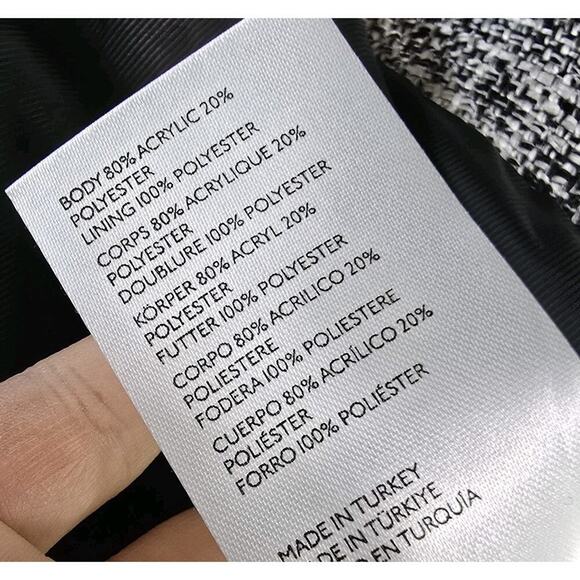 BODY 80% ACRYLIC 20%
POLYESTER
LINING 100% POLYESTER
CORPS 80% ACRYLIQUE 20%
POLYESTER
DOUBLURE 100% POLYESTER
KÖRPER 80% ACRYL 20%
POLYESTER
FUTTER 100% POLYESTER
CORPO 80% ACRILICO 20%
POLIESTERE
FODERA 100% POLIESTERE
CUERPO 80% ACRÍLICO 20%
POLIÉSTER
FORRO 100% POLIÉSTER
MADE IN TURKEY
IN TÜRKIYE
EN TURQUÍA